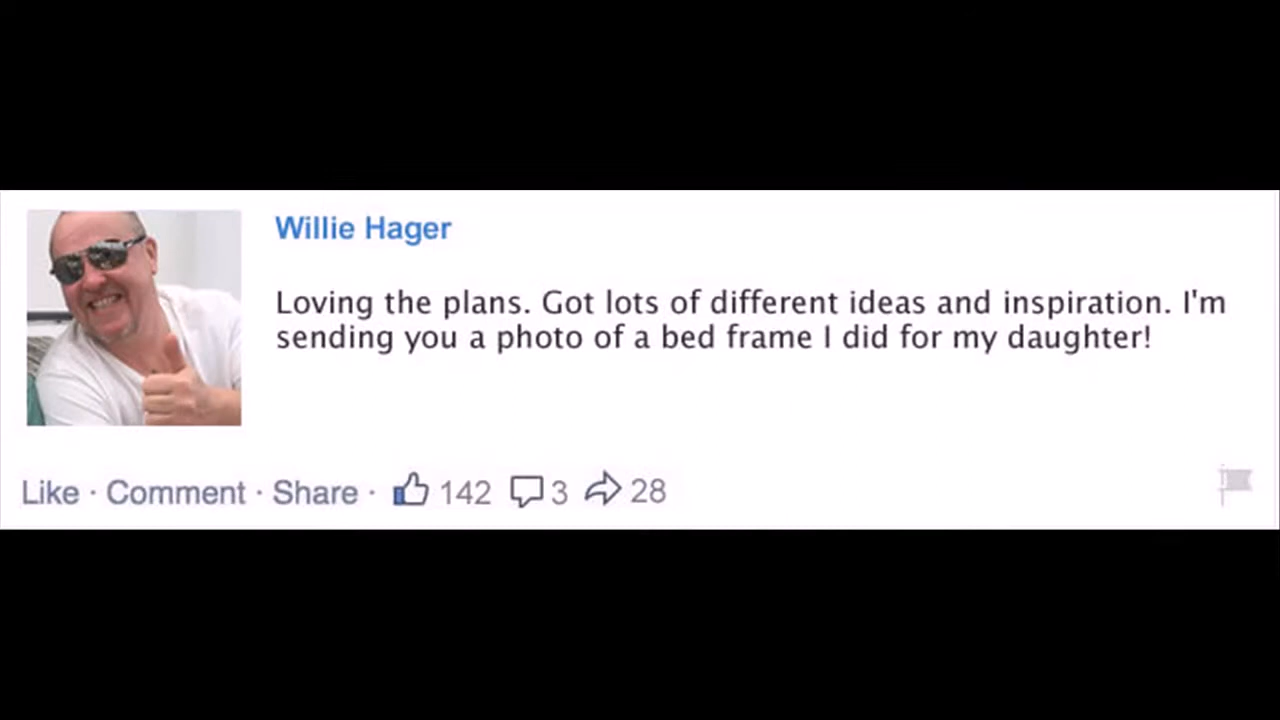 Willie Hager
Loving the plans. Got lots of different ideas and inspiration. I'm
sending you a photo of a bed frame I did for my daughter!
Like · Comment · Share · 142 3 28